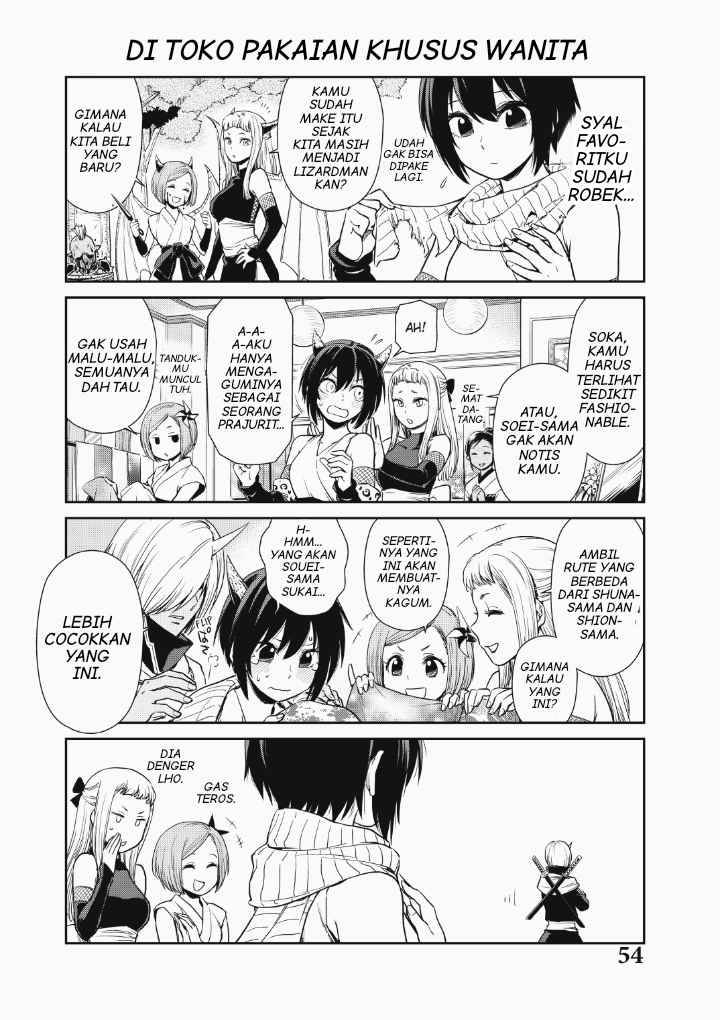 DI TOKO PAKAIAN KHUSUS WANITA
SYAL
FAVO-
RITKU
SUDAH
ROBEK...
UDAH
GAK BISA
DIPAKE
LAGI.
KAMU
SUDAH
MAKE ITU
SEJAK
KITA MASIH
MENJADI
LIZARDMAN
KAN?
GIMANA
KALAU
KITA BELI
YANG
BARU?
SOKA,
KAMU
HARUS
TERLIHAT
SEDIKIT
FASHIO-
NABLE.
ATAU,
SOEI-SAMA
GAK AKAN
NOTIS
KAMU.
SE-
MAT
DA-
TANG.
AH!
A-A-
A-AKU
HANYA
MENGA-
GUMINYA
SEBAGAI
SEORANG
PRAJURIT...
TANDUK-
MU
MUNCUL
TUH.
GAK USAH
MALU-MALU,
SEMUANYA
DAH TAU.
AMBIL
RUTE YANG
BERBEDA
DARI SHUNA-
SAMA DAN
SHION-
SAMA.
GIMANA
KALAU
YANG
INI?
SEPERTI-
NYA YANG
INI AKAN
MEMBUAT-
NYA
KAGUM.
H-
HMM...
YANG AKAN
SOUEI-
SAMA
SUKAI...
FLIP
LEBIH
COCOKKAN
YANG
INI.
DIA
DENGER
LHO.
GAS
TEROS.
54